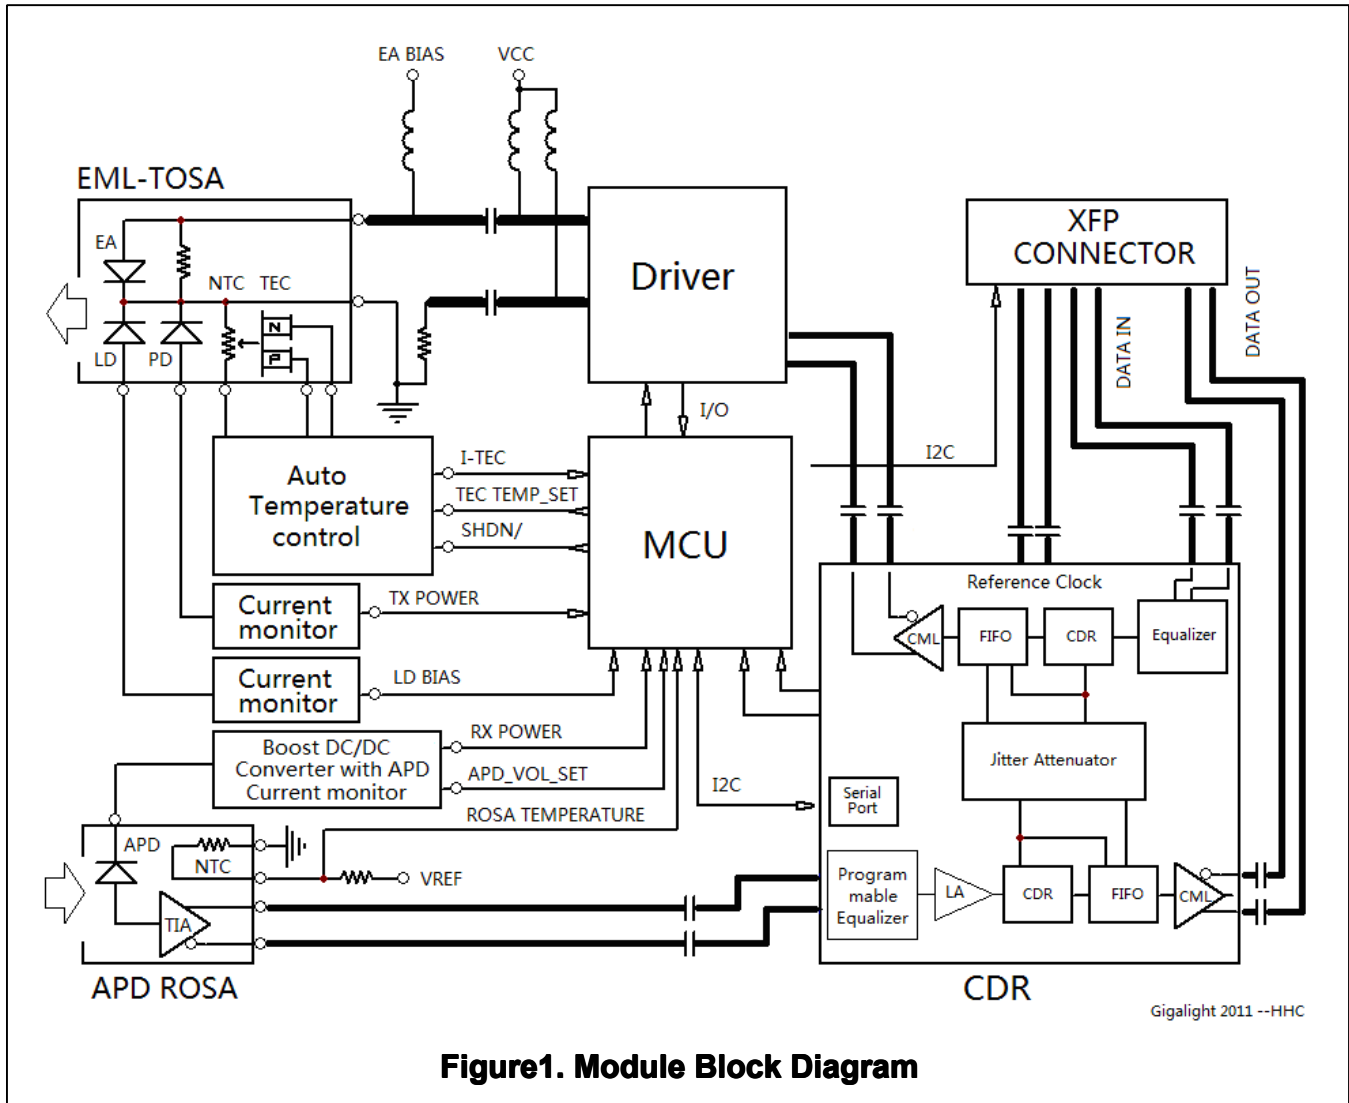 EA BIAS
VCC
EML-TOSA
EA
NTC TEC
N
P
LD
PD
Driver
XFP
CONNECTOR
DATA IN
DATA OUT
I/O
I2C
Auto
Temperature
control
I-TEC
TEC TEMP_SET
SHDN/
MCU
Current
monitor
TX POWER
Current
monitor
LD BIAS
Boost DC/DC
Converter with APD
Current monitor
RX POWER
APD_VOL_SET
ROSA TEMPERATURE
I2C
Reference Clock
CML
FIFO
CDR
Equalizer
Jitter Attenuator
Serial
Port
Program
mable
Equalizer
LA
CDR
FIFO
CML
APD
NTC
VREF
TIA
APD ROSA
CDR
Gigalight 2011 --HHC
Figure1. Module Block Diagram